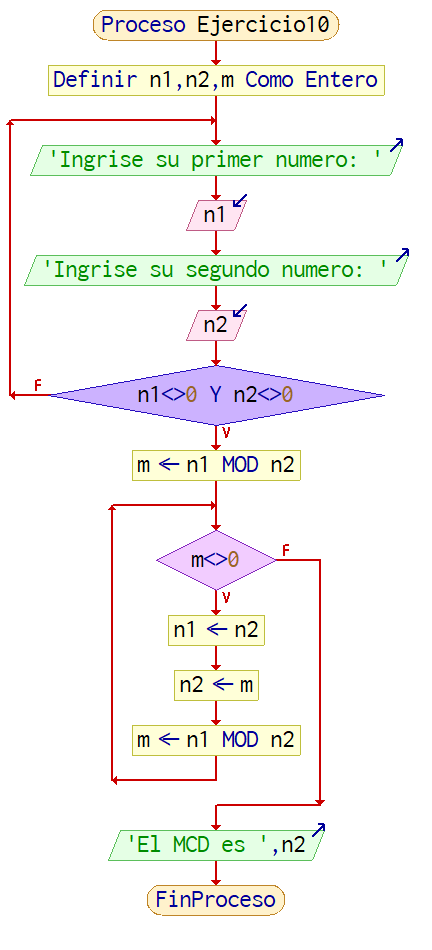 Proceso Ejercicio10
Definir n1,n2,m Como Entero
'Ingrise su primer numero: '
n1
'Ingrise su segundo numero: '
n2
F
n1<>0 Y n2<>0
V
m ← n1 MOD n2
F
m<>0
V
n1 ← n2
n2 ← m
m ← n1 MOD n2
'El MCD es ',n2
FinProceso